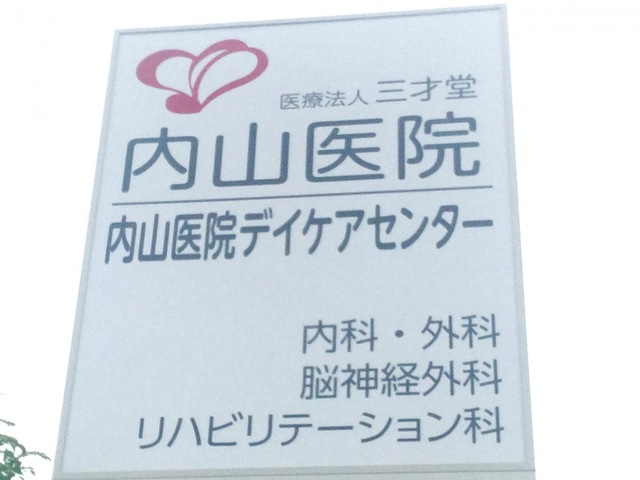 医療法人 三才堂
内山医院
内山医院デイケアセンター
内科・外科
脳神経外科
リハビリテーション科